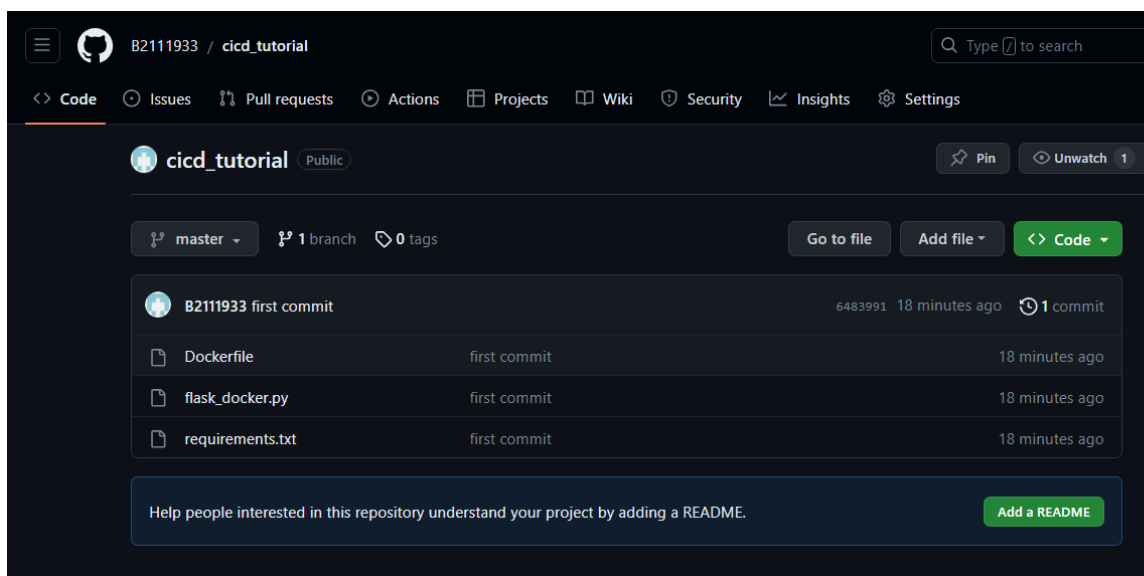 B2111933 / cicd_tutorial
Type / to search
<> Code Issues Pull requests Actions Projects Wiki Security Insights Settings
cicd_tutorial Public
Pin Unwatch 1
master 1 branch 0 tags Go to file Add file <> Code
B2111933 first commit 6483991 18 minutes ago 1 commit
Dockerfile first commit 18 minutes ago
flask_docker.py first commit 18 minutes ago
requirements.txt first commit 18 minutes ago
Help people interested in this repository understand your project by adding a README. Add a README